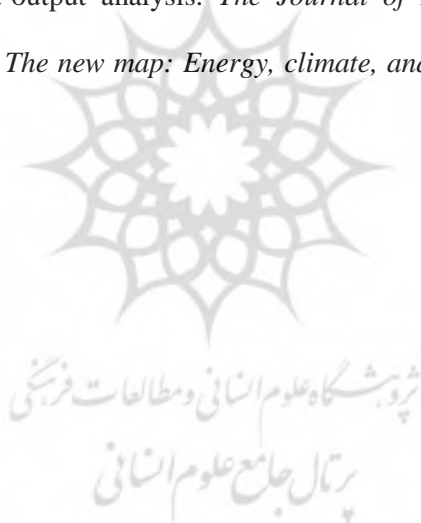 output analysis. The Journal of
The new map: Energy, climate, and
پژوهشگاه علوم انسانی و مطالعات فرهنگی
پرتال جامع علوم انسانی